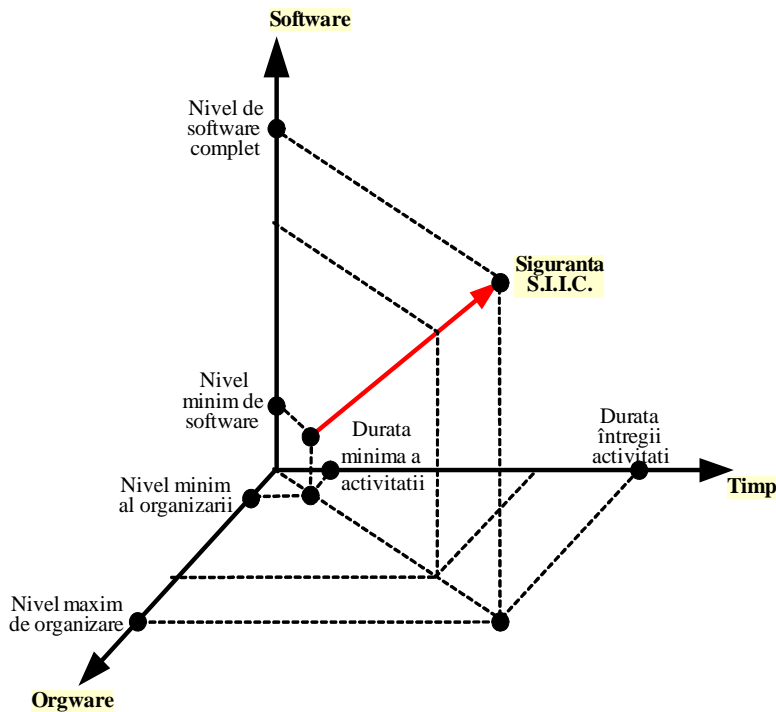 Software
Nivel de
software
complet
Siguranta
S.I.I.C.
Nivel
minim de
software
Durata
minima a
activitatii
Durata
întregii
activitati
Timp
Nivel minim
al organizarii
Nivel maxim
de organizare
Orgware